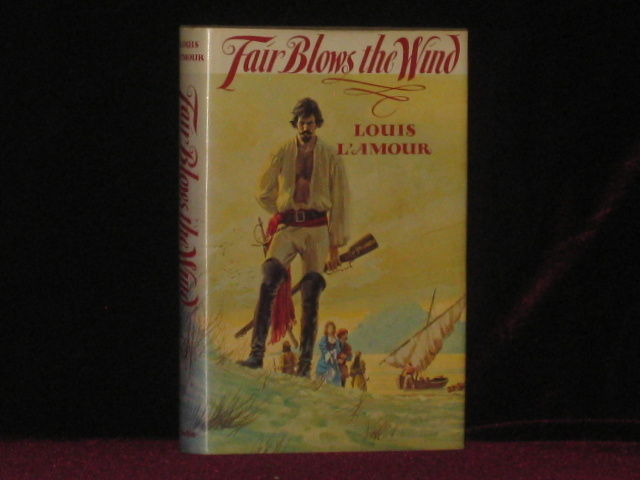 Fair Blows the Wind
LOUIS
L'AMOUR
LOUIS
L'AMOUR
Fair Blows the Wind